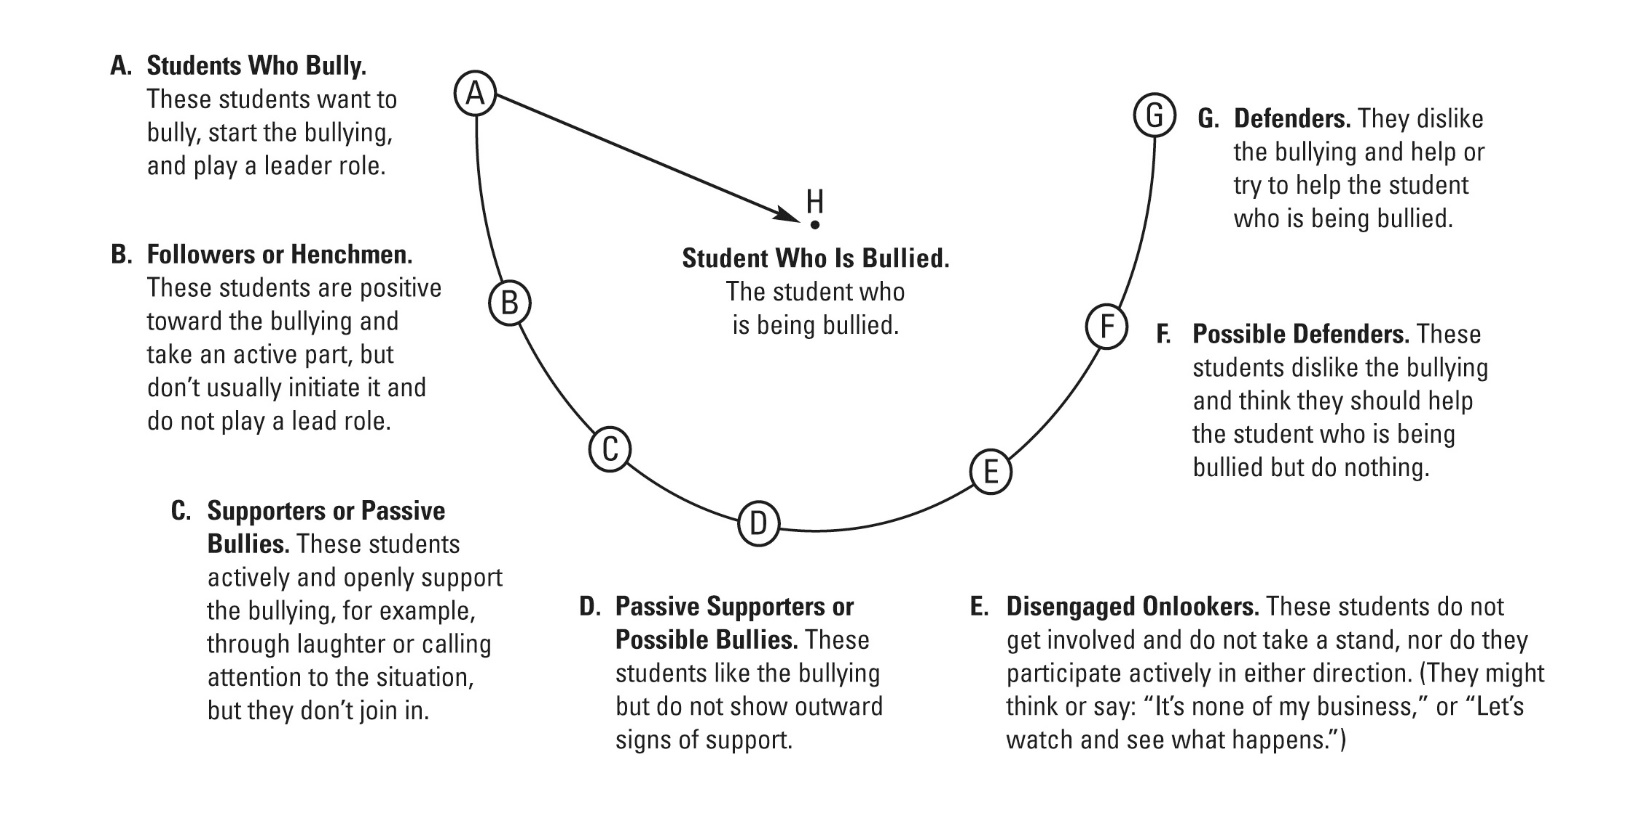 A. Students Who Bully.
These students want to
bully, start the bullying,
and play a leader role.
B. Followers or Henchmen.
These students are positive
toward the bullying and
take an active part, but
don’t usually initiate it and
do not play a lead role.
C. Supporters or Passive
Bullies. These students
actively and openly support
the bullying, for example,
through laughter or calling
attention to the situation,
but they don’t join in.
A
B
C
D
E
F
G
H
Student Who Is Bullied.
The student who
is being bullied.
D. Passive Supporters or
Possible Bullies. These
students like the bullying
but do not show outward
signs of support.
E. Disengaged Onlookers. These students do not
get involved and do not take a stand, nor do they
participate actively in either direction. (They might
think or say: “It’s none of my business,” or “Let’s
watch and see what happens.”)
F. Possible Defenders. These
students dislike the bullying
and think they should help
the student who is being
bullied but do nothing.
G. Defenders. They dislike
the bullying and help or
try to help the student
who is being bullied.